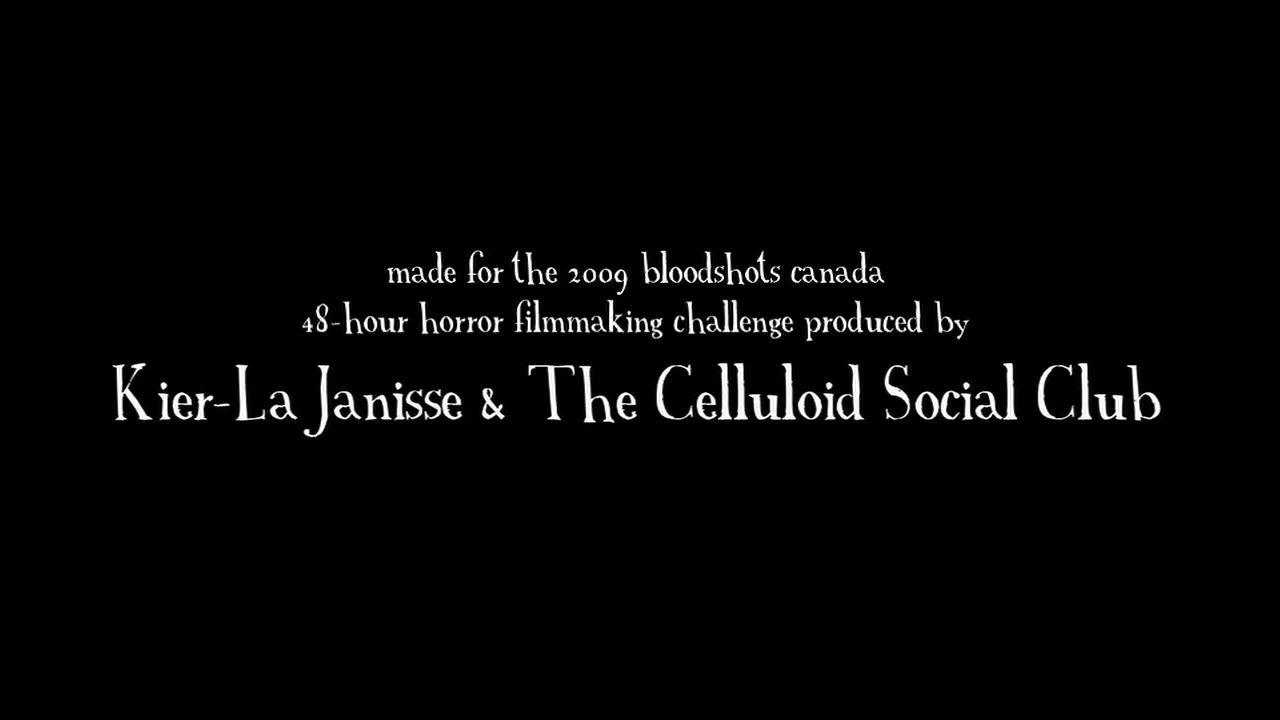 made for the 2009 bloodshots canada
48-hour horror filmmaking challenge produced by
Kier-La Janisse & The Celluloid Social Club